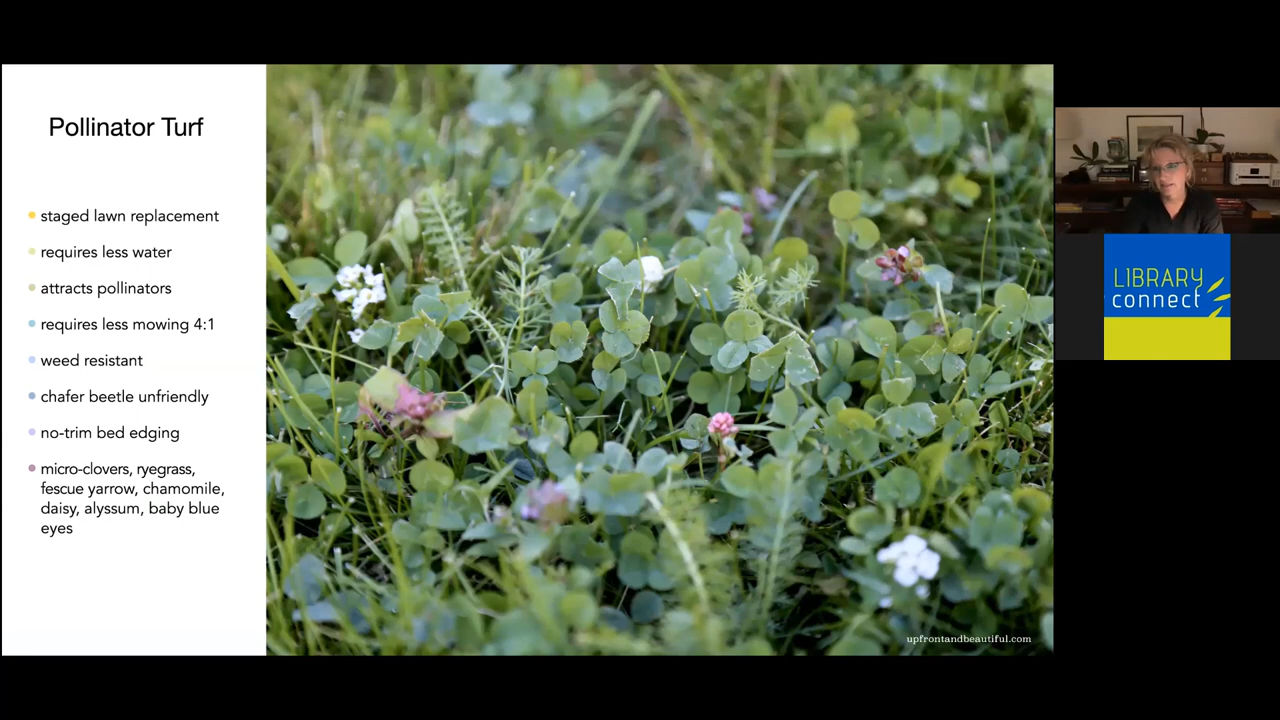 Pollinator Turf
staged lawn replacement
requires less water
attracts pollinators
requires less mowing 4:1
weed resistant
chafer beetle unfriendly
no-trim bed edging
micro-clovers, ryegrass,
fescue yarrow, chamomile,
daisy, alyssum, baby blue
eyes
upfrontandbeautiful.com
LIBRARY
connect